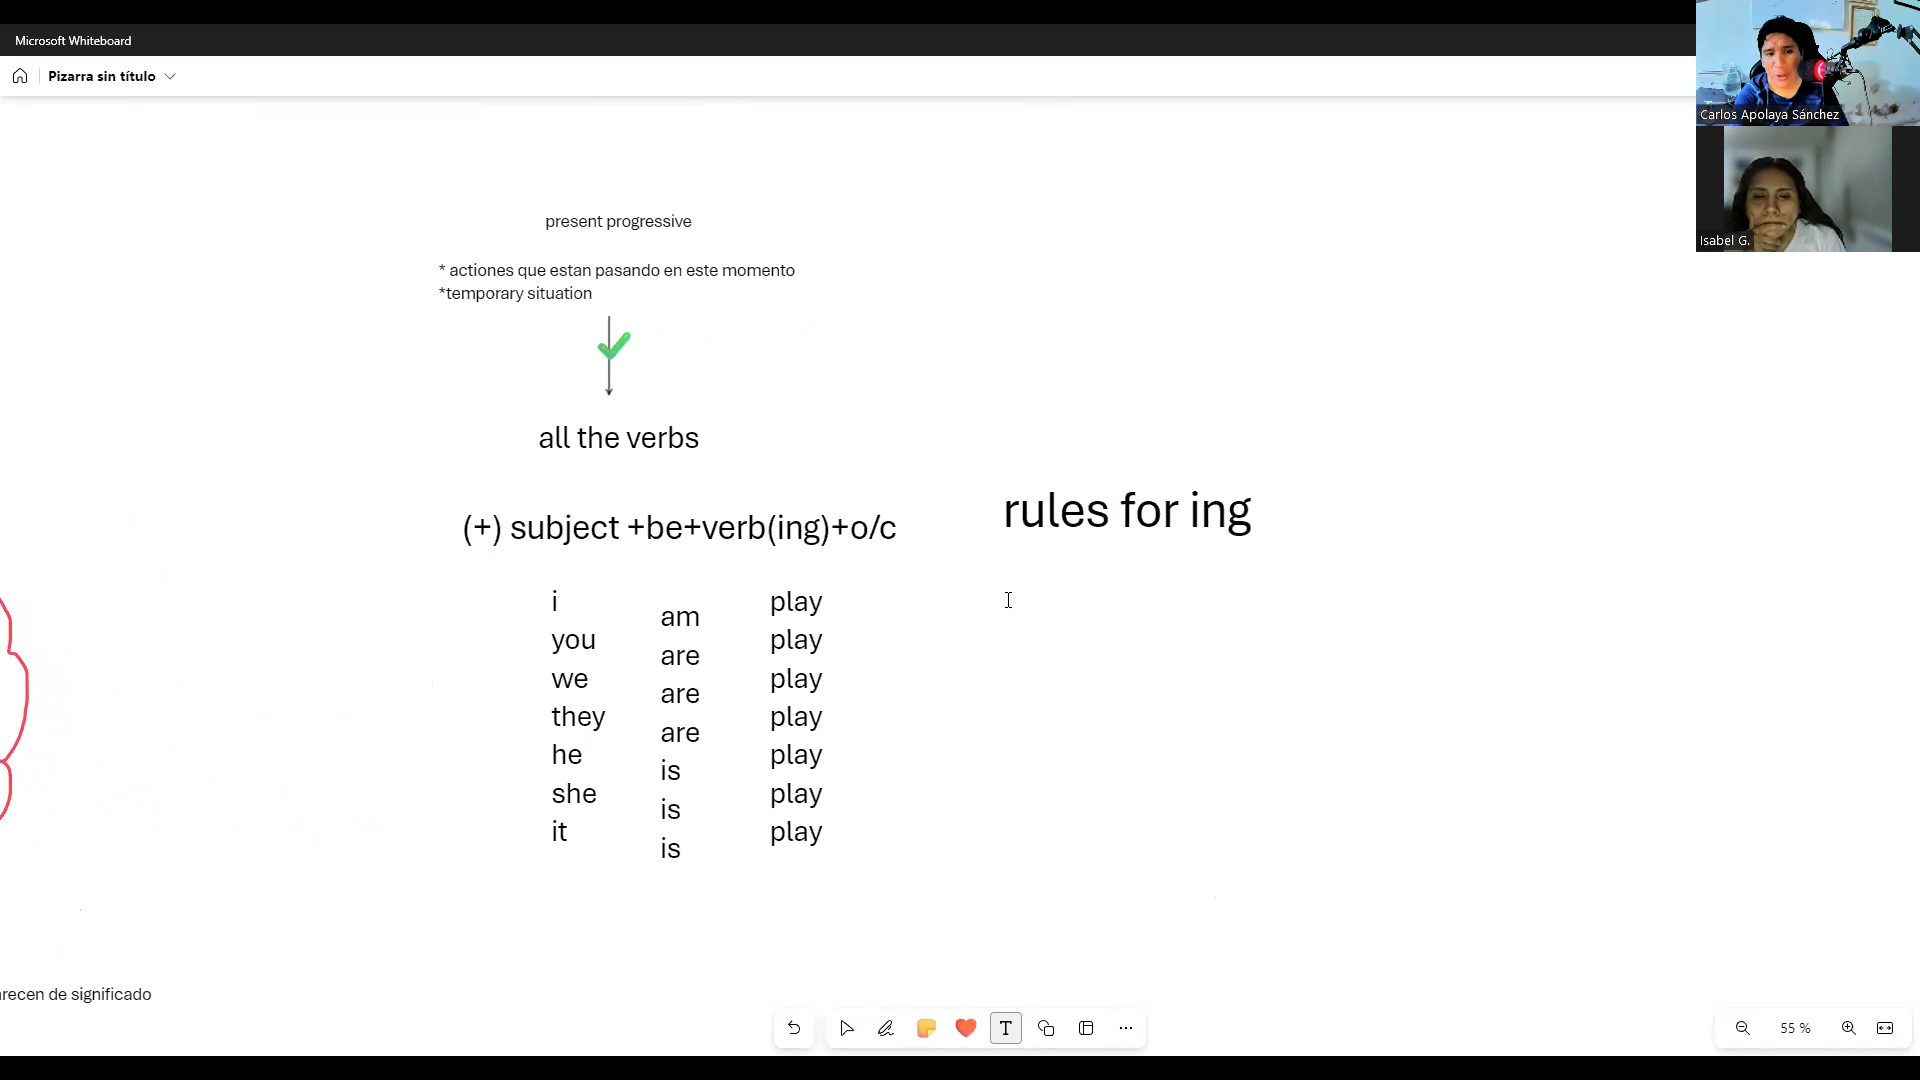 Microsoft Whiteboard
Pizarra sin título
Carlos Apolaya Sánchez
Isabel G.
present progressive
* actiones que estan pasando en este momento
*temporary situation
all the verbs
(+) subject +be+verb(ing)+o/c
rules for ing
i am play
you are play
we are play
they are play
he is play
she is play
it is play
recen de significado
55 %